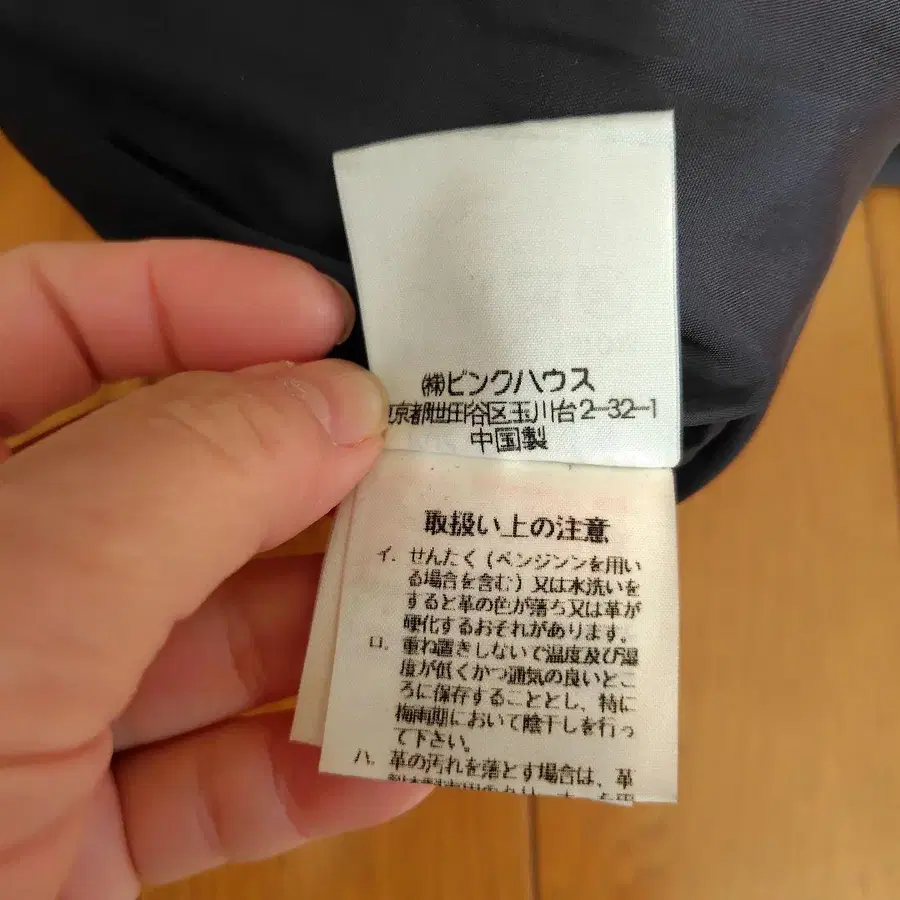 ㈱ピンクハウス
京都世田谷区玉川台2-32-1
中国製
取扱い上の注意
イ. せんたく(ベンジンンを用い
る場合を含む)又は水洗いを
すると革の色が落ち又は革が
硬化するおそれがあります。
ロ. 重ね置きしないで温度及び湿
度が低くかつ通気の良いとこ
ろに保存することとし、特に
梅雨期において陰干しを行っ
て下さい。
ハ. 革の汚れを落とす場合は、革